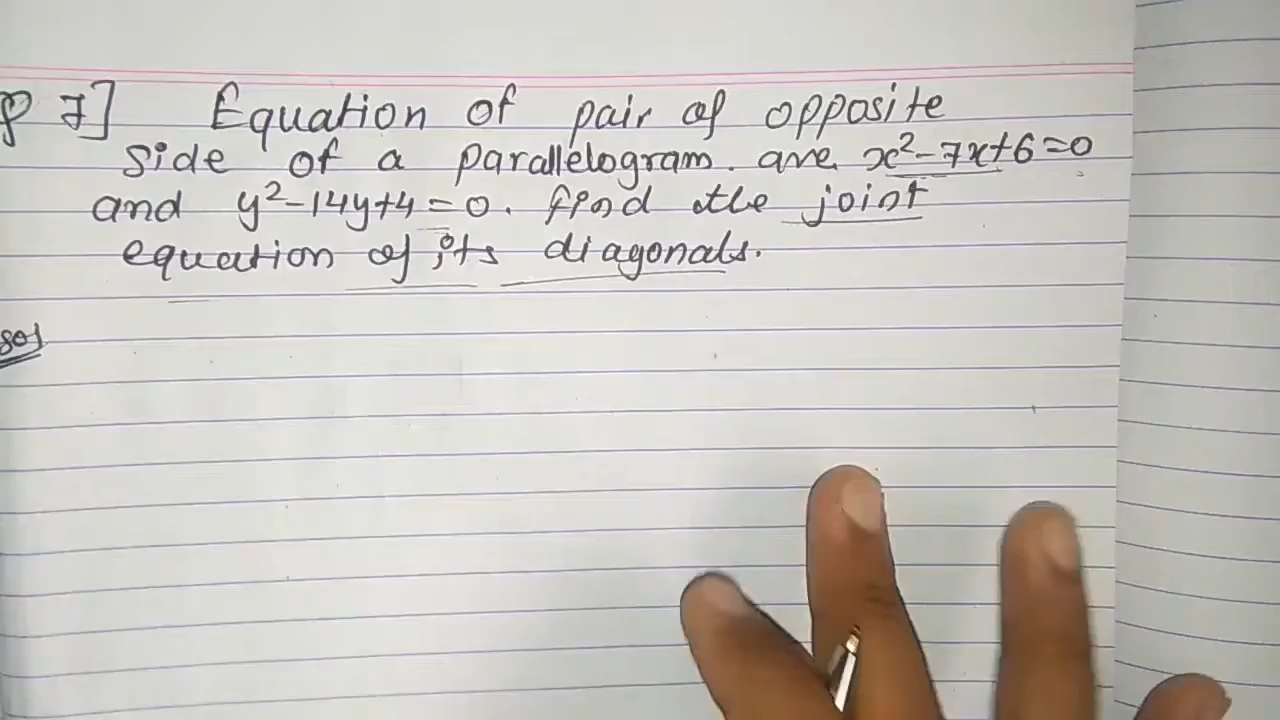 7] Equation of pair of opposite
side of a parallelogram. are x²-7x+6=0
and y²-14y+4=0. find the joint
equation of its diagonals.
sol